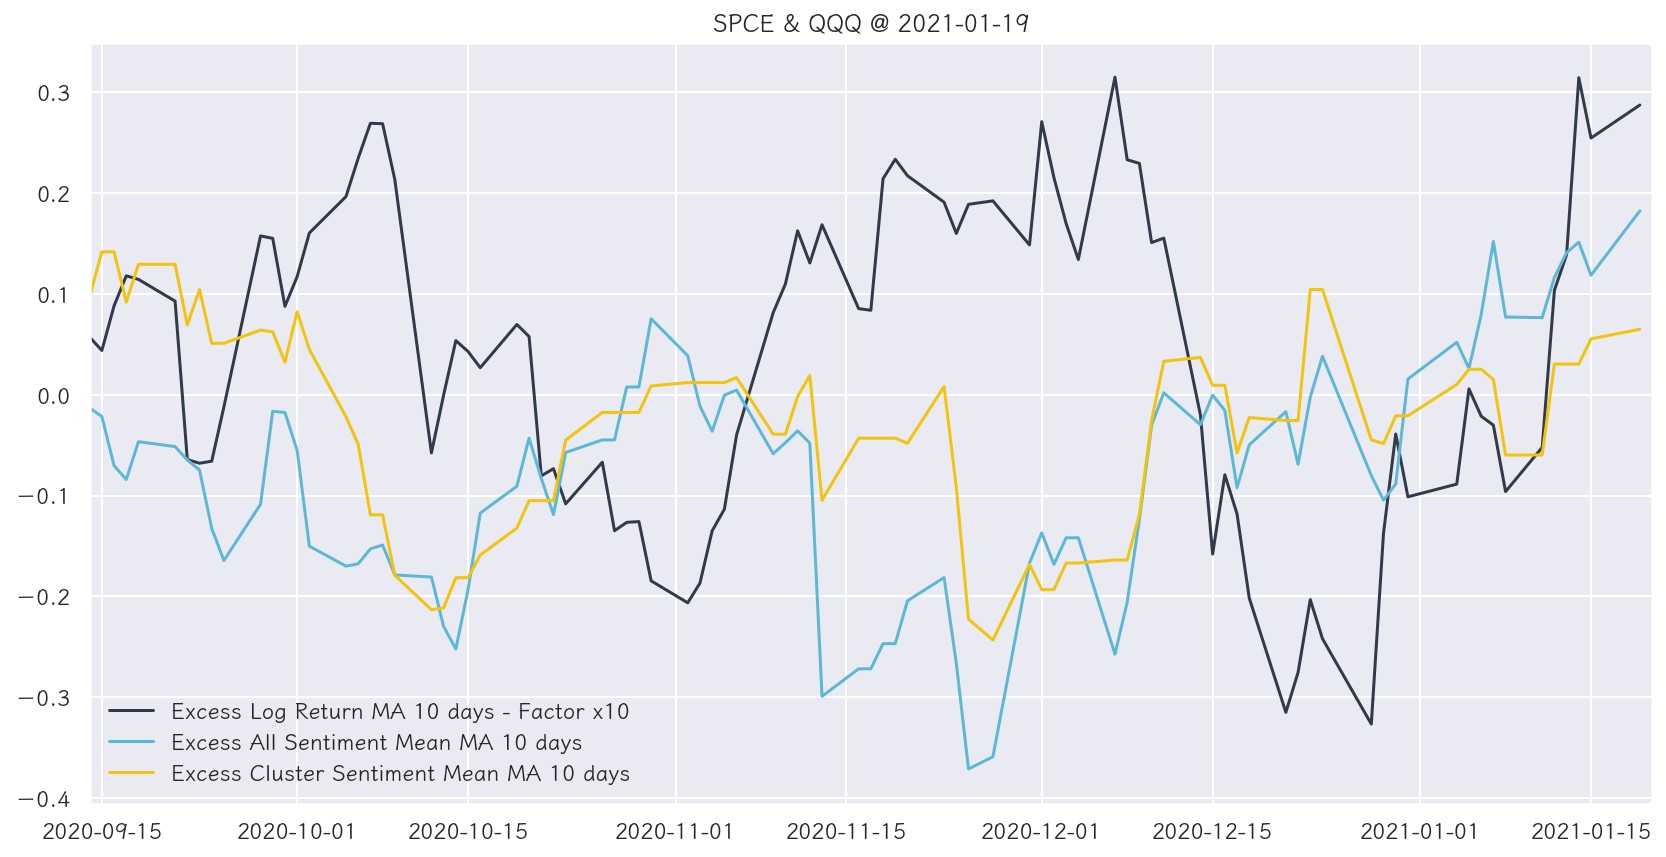 SPCE & QQQ @ 2021-01-19
0.3
0.2
0.1
0.0
−0.1
−0.2
−0.3
−0.4
Excess Log Return MA 10 days - Factor x10
Excess All Sentiment Mean MA 10 days
Excess Cluster Sentiment Mean MA 10 days
2020-09-15 2020-10-01 2020-10-15 2020-11-01 2020-11-15 2020-12-01 2020-12-15 2021-01-01 2021-01-15